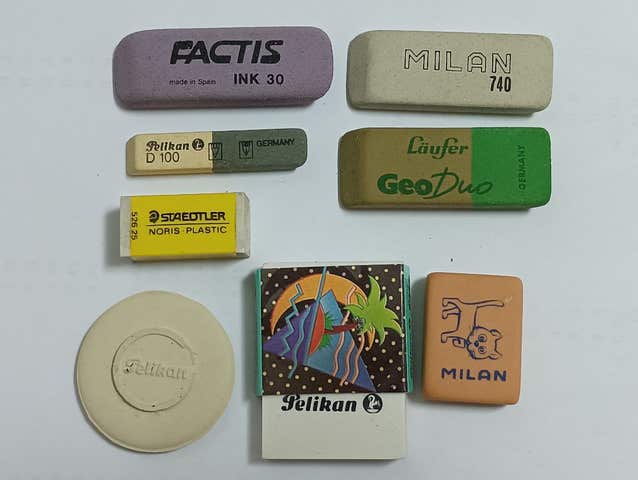 FACTIS
made in Spain INK 30
MILAN
740
Pelikan
D 100
GERMANY
Läufer
GeoDuo
GERMANY
STAEDTLER
NORIS-PLASTIC
526 25
Pelikan
Pelikan
MILAN